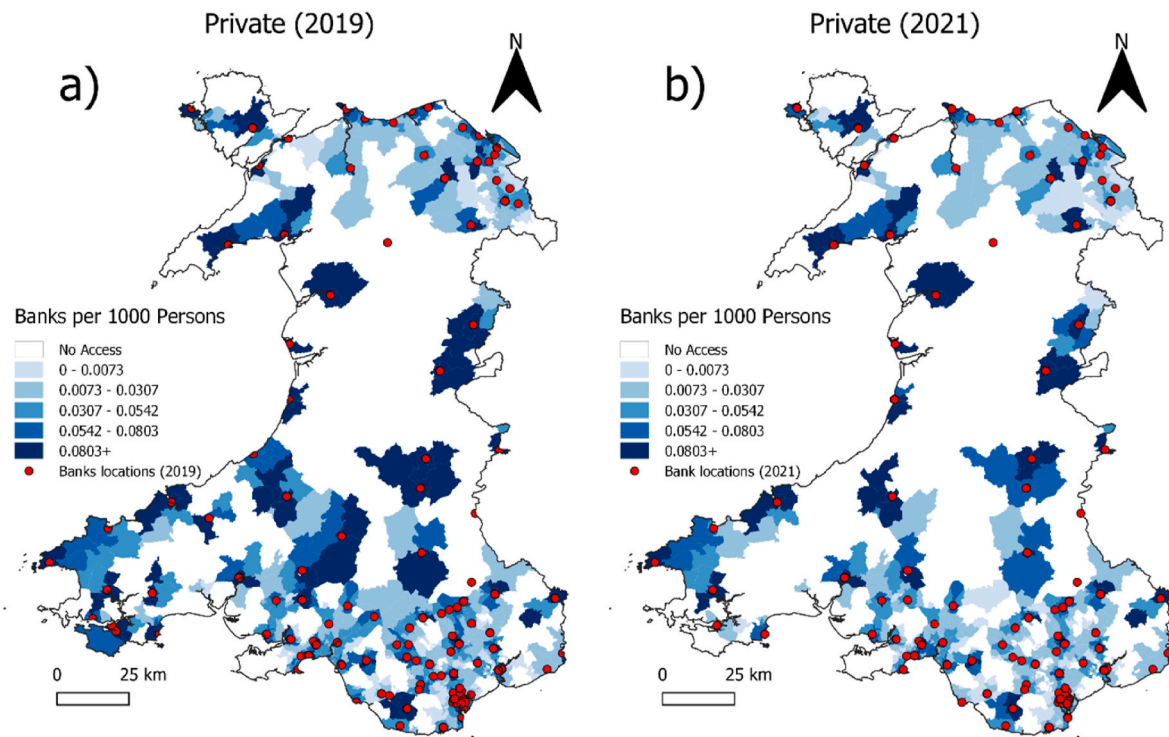 Private (2019)
N
a)
Banks per 1000 Persons
No Access
0 - 0.0073
0.0073 - 0.0307
0.0307 - 0.0542
0.0542 - 0.0803
0.0803+
Banks locations (2019)
0 25 km
Private (2021)
N
b)
Banks per 1000 Persons
No Access
0 - 0.0073
0.0073 - 0.0307
0.0307 - 0.0542
0.0542 - 0.0803
0.0803+
Bank locations (2021)
0 25 km